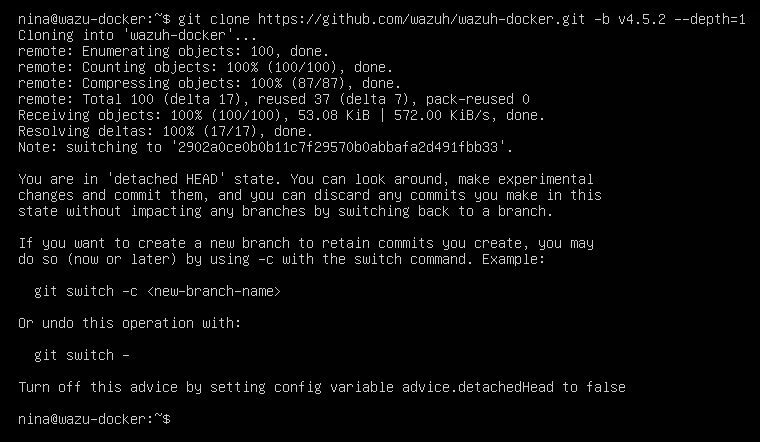 nina@wazu-docker:~$ git clone https://github.com/wazuh/wazuh-docker.git -b v4.5.2 --depth=1
Cloning into 'wazuh-docker'...
remote: Enumerating objects: 100, done.
remote: Counting objects: 100% (100/100), done.
remote: Compressing objects: 100% (87/87), done.
remote: Total 100 (delta 17), reused 37 (delta 7), pack-reused 0
Receiving objects: 100% (100/100), 53.08 KiB | 572.00 KiB/s, done.
Resolving deltas: 100% (17/17), done.
Note: switching to '2902a0ce0b0b11c7f29570b0abbafa2d491fbb33'.
You are in 'detached HEAD' state. You can look around, make experimental
changes and commit them, and you can discard any commits you make in this
state without impacting any branches by switching back to a branch.
If you want to create a new branch to retain commits you create, you may
do so (now or later) by using -c with the switch command. Example:
git switch -c <new-branch-name>
Or undo this operation with:
git switch -
Turn off this advice by setting config variable advice.detachedHead to false
nina@wazu-docker:~$